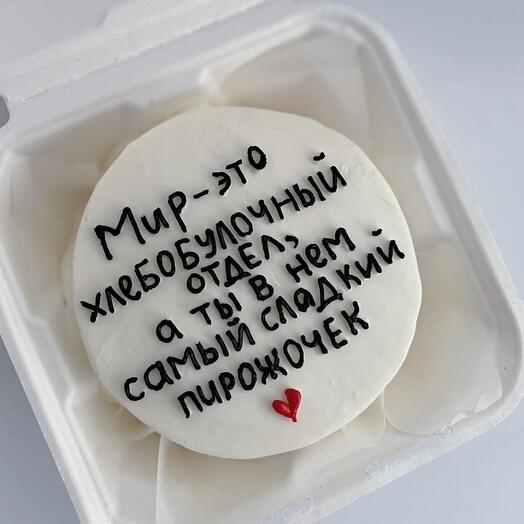 Мир-это
хлебобулочный
отдел,
а ты в нем
самый сладкий
пирожочек